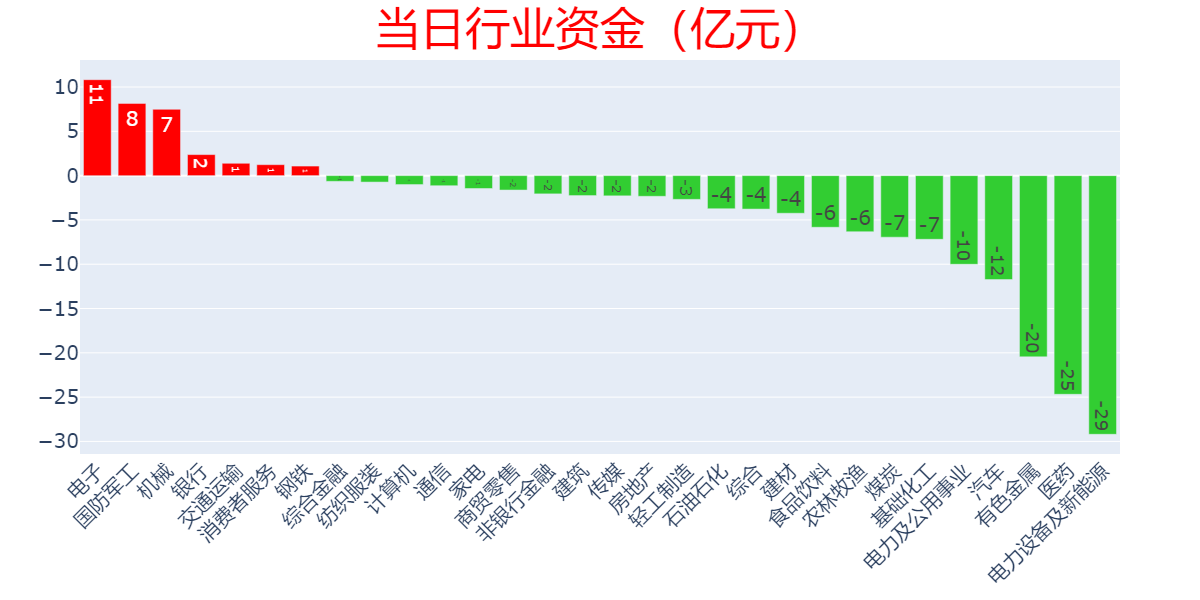 当日行业资金（亿元）
10
5
0
−5
−10
−15
−20
−25
−30
11
8
7
2
1
1
1
-2
-2
-2
-2
-2
-3
-4
-4
-4
-6
-6
-7
-7
-10
-12
-20
-25
-29
电子
国防军工
机械
银行
交通运输
消费者服务
钢铁
综合金融
纺织服装
计算机
通信
家电
商贸零售
非银行金融
建筑
传媒
房地产
轻工制造
石油石化
综合
建材
食品饮料
农林牧渔
煤炭
基础化工
电力及公用事业
汽车
有色金属
医药
电力设备及新能源